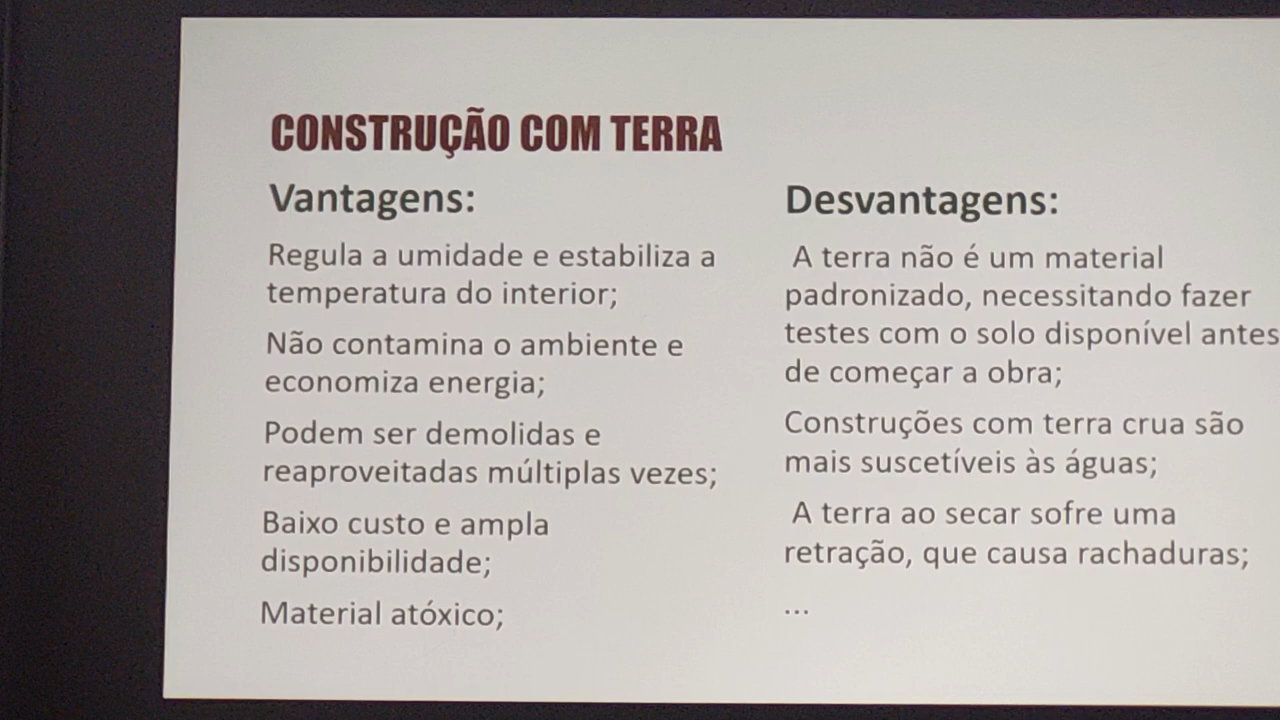 CONSTRUÇÃO COM TERRA
Vantagens:
Regula a umidade e estabiliza a
temperatura do interior;
Não contamina o ambiente e
economiza energia;
Podem ser demolidas e
reaproveitadas múltiplas vezes;
Baixo custo e ampla
disponibilidade;
Material atóxico;
Desvantagens:
A terra não é um material
padronizado, necessitando fazer
testes com o solo disponível antes
de começar a obra;
Construções com terra crua são
mais suscetíveis às águas;
A terra ao secar sofre uma
retração, que causa rachaduras;
...